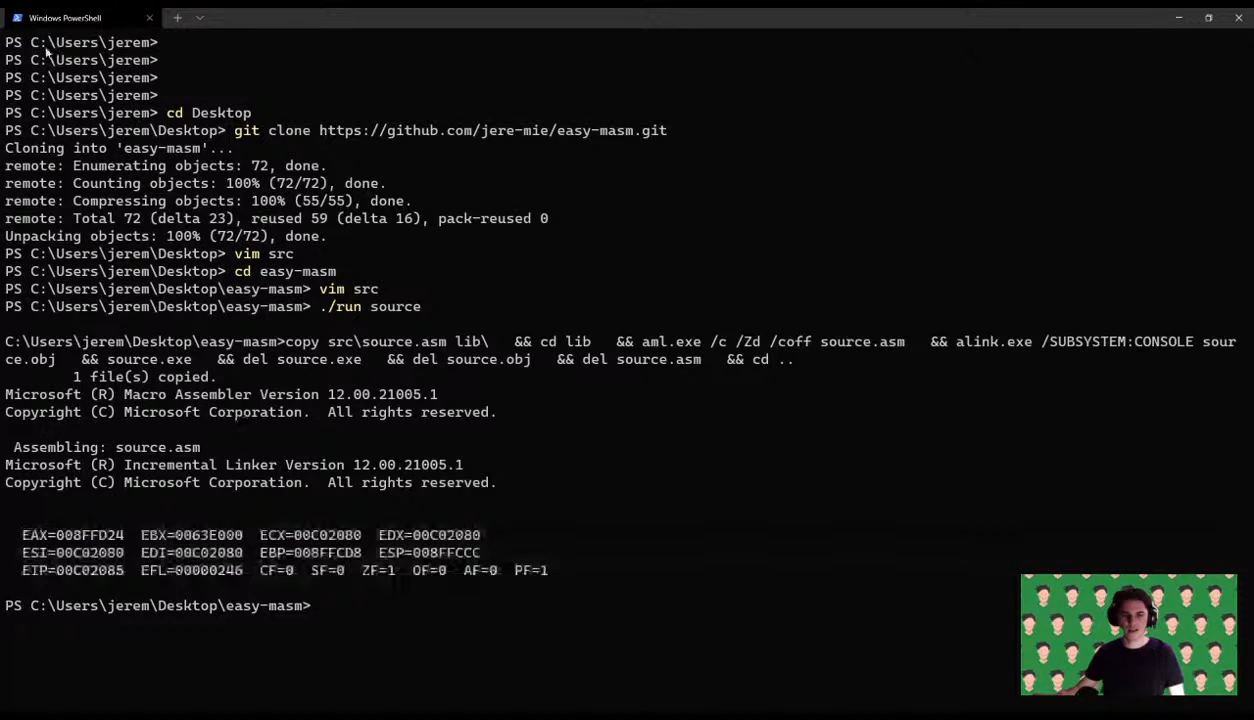 Windows PowerShell
PS C:\Users\jerem>
PS C:\Users\jerem>
PS C:\Users\jerem>
PS C:\Users\jerem>
PS C:\Users\jerem> cd Desktop
PS C:\Users\jerem\Desktop> git clone https://github.com/jere-mie/easy-masm.git
Cloning into 'easy-masm'...
remote: Enumerating objects: 72, done.
remote: Counting objects: 100% (72/72), done.
remote: Compressing objects: 100% (55/55), done.
remote: Total 72 (delta 23), reused 59 (delta 16), pack-reused 0
Unpacking objects: 100% (72/72), done.
PS C:\Users\jerem\Desktop> vim src
PS C:\Users\jerem\Desktop> cd easy-masm
PS C:\Users\jerem\Desktop\easy-masm> vim src
PS C:\Users\jerem\Desktop\easy-masm> ./run source
C:\Users\jerem\Desktop\easy-masm>copy src\source.asm lib\   && cd lib   && aml.exe /c /Zd /coff source.asm   && alink.exe /SUBSYSTEM:CONSOLE sour
ce.obj   && source.exe   && del source.exe   && del source.obj   && del source.asm   && cd ..
1 file(s) copied.
Microsoft (R) Macro Assembler Version 12.00.21005.1
Copyright (C) Microsoft Corporation.  All rights reserved.
Assembling: source.asm
Microsoft (R) Incremental Linker Version 12.00.21005.1
Copyright (C) Microsoft Corporation.  All rights reserved.
EAX=008FFD24  EBX=0063E000  ECX=00C02080  EDX=00C02080
ESI=00C02080  EDI=00C02080  EBP=008FFCD8  ESP=008FFCCC
EIP=00C02085  EFL=00000246  CF=0  SF=0  ZF=1  OF=0  AF=0  PF=1
PS C:\Users\jerem\Desktop\easy-masm>